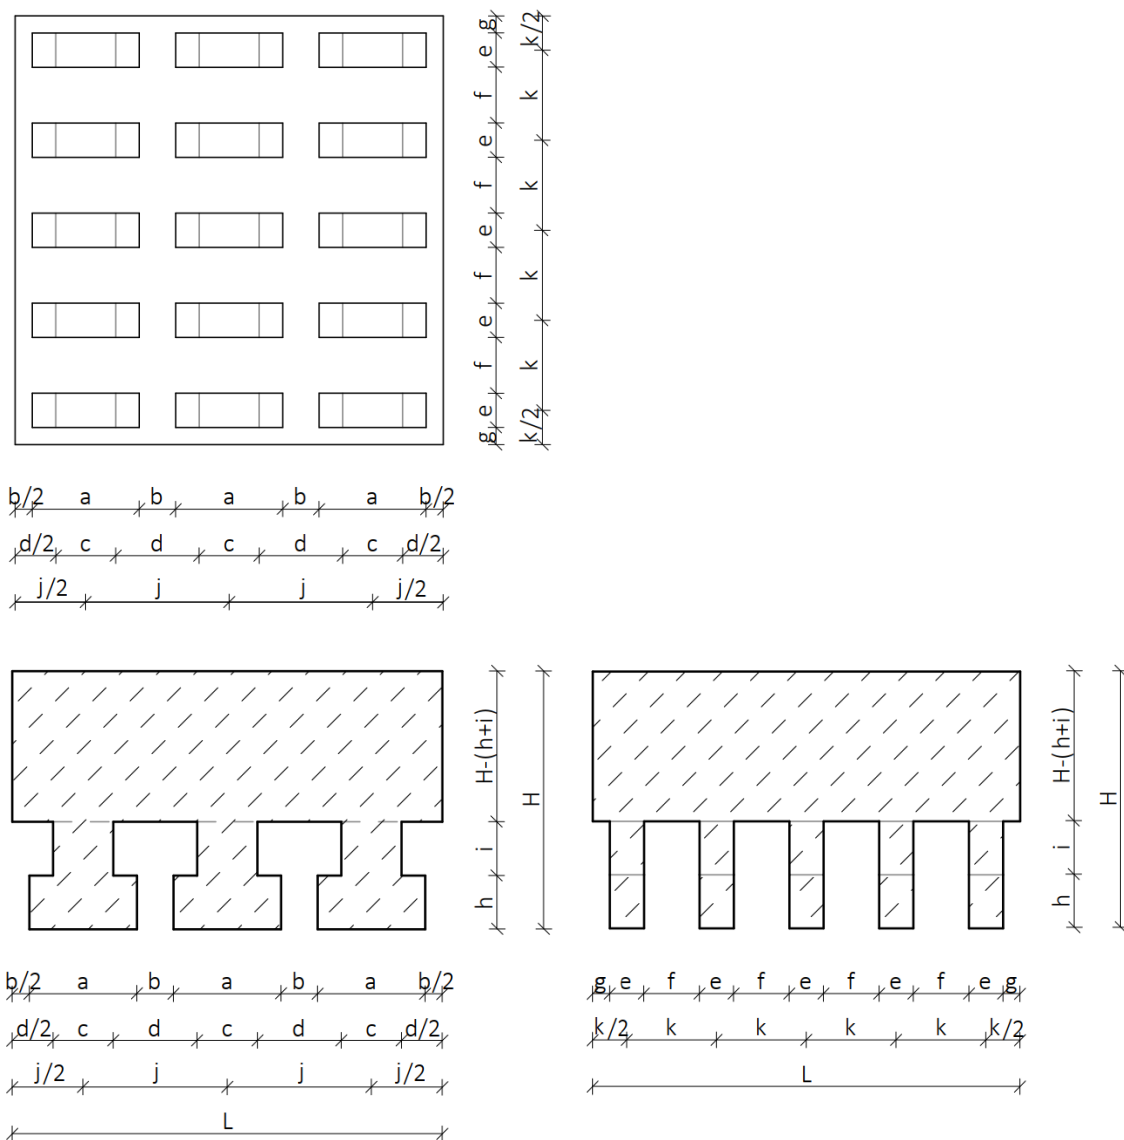 g e f e f e f e f e g
k/2 k k k k k/2
b/2 a b a b a b/2
d/2 c d c d c d/2
j/2 j j j/2
H-(h+i) i h
H
H-(h+i) i h
H
b/2 a b a b a b/2
d/2 c d c d c d/2
j/2 j j j/2
L
g e f e f e f e f e g
k/2 k k k k k/2
L